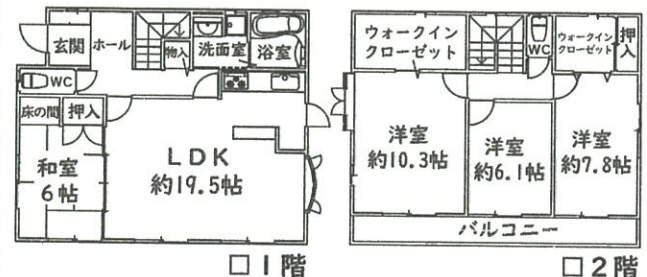 玄関
ホール
物入
洗面室
浴室
WC
床の間
押入
和室
6帖
LDK
約19.5帖
□1階
ウォークイン
クローゼット
WC
ウォークイン
クローゼット
押入
洋室
約10.3帖
洋室
約6.1帖
洋室
約7.8帖
バルコニー
□2階